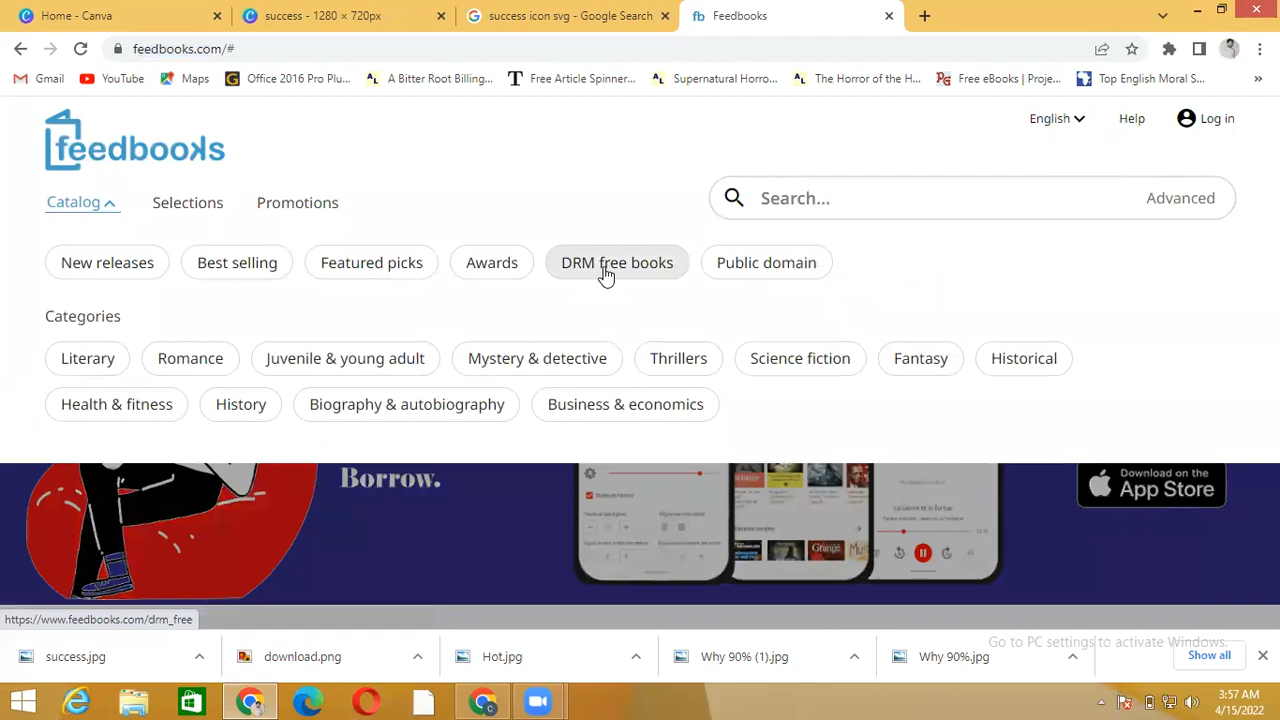 Home - Canva
success - 1280 × 720px
success icon svg - Google Search
fb Feedbooks
feedbooks.com/#
Gmail
YouTube
Maps
Office 2016 Pro Plu...
A Bitter Root Billing...
Free Article Spinner...
Supernatural Horro...
The Horror of the H...
Free eBooks | Proje...
Top English Moral S...
English
Help
Log in
feedbooks
Catalog
Selections
Promotions
Search...
Advanced
New releases
Best selling
Featured picks
Awards
DRM free books
Public domain
Categories
Literary
Romance
Juvenile & young adult
Mystery & detective
Thrillers
Science fiction
Fantasy
Historical
Health & fitness
History
Biography & autobiography
Business & economics
Borrow.
Download on the
App Store
Grangé
https://www.feedbooks.com/drm_free
Go to PC settings to activate Windows.
success.jpg
download.png
Hot.jpg
Why 90% (1).jpg
Why 90%.jpg
Show all
3:57 AM
4/15/2022